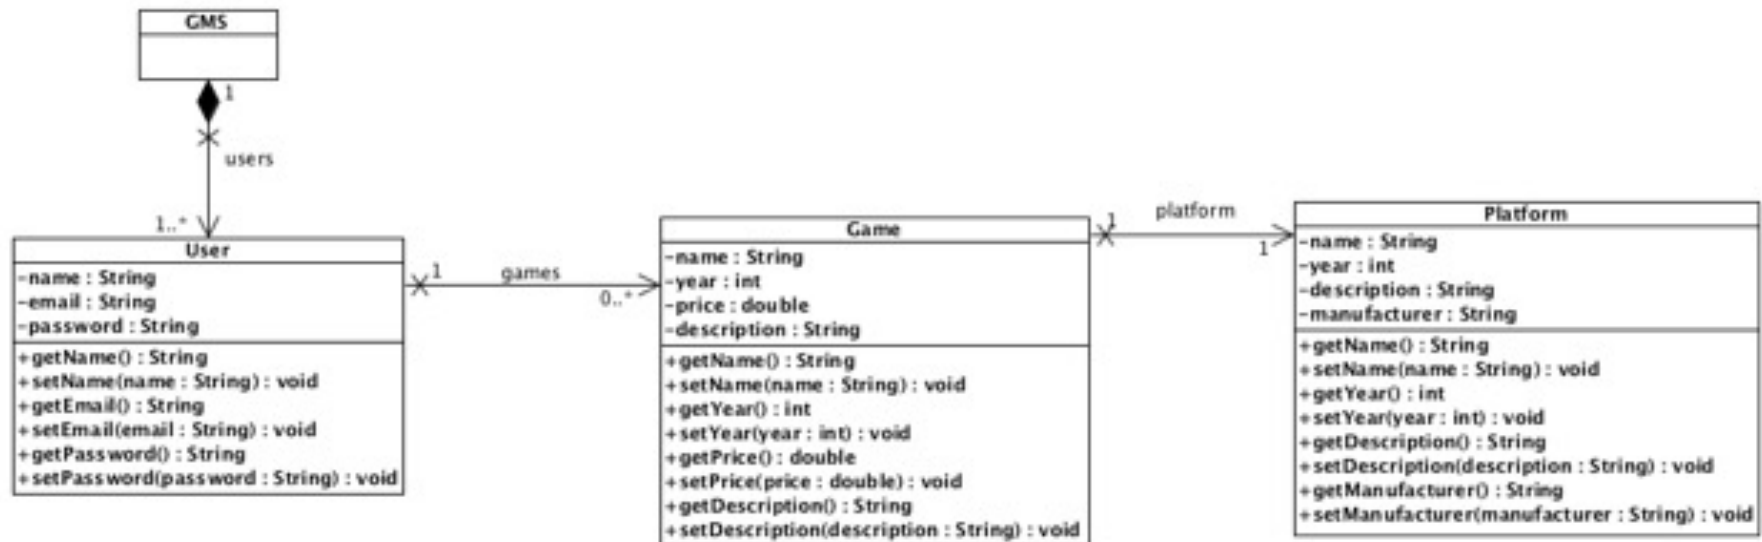 GMS
1
users
1..*
User
-name : String
-email : String
-password : String
+getName() : String
+setName(name : String) : void
+getEmail() : String
+setEmail(email : String) : void
+getPassword() : String
+setPassword(password : String) : void
1
games
0..*
Game
-name : String
-year : int
-price : double
-description : String
+getName() : String
+setName(name : String) : void
+getYear() : int
+setYear(year : int) : void
+getPrice() : double
+setPrice(price : double) : void
+getDescription() : String
+setDescription(description : String) : void
1
platform
1
Platform
-name : String
-year : int
-description : String
-manufacturer : String
+getName() : String
+setName(name : String) : void
+getYear() : int
+setYear(year : int) : void
+getDescription() : String
+setDescription(description : String) : void
+getManufacturer() : String
+setManufacturer(manufacturer : String) : void